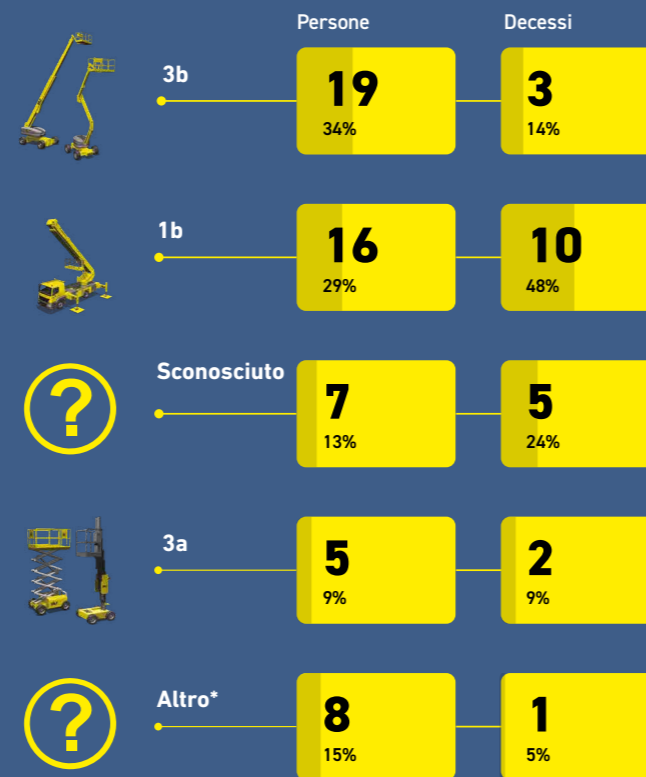 Persone Decessi
3b
19 3
34% 14%
1b
16 10
29% 48%
Sconosciuto
? 7 5
13% 24%
3a
5 2
9% 9%
Altro*
? 8 1
15% 5%